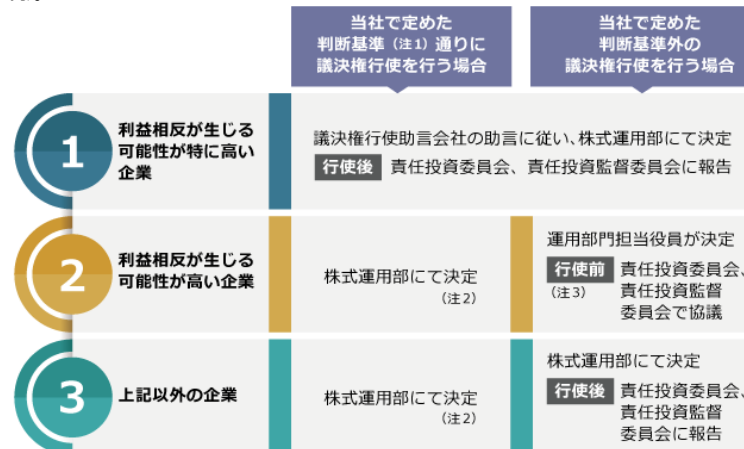 当社で定めた
判断基準（注1）通りに
議決権行使を行う場合
当社で定めた
判断基準外の
議決権行使を行う場合
1
利益相反が生じる
可能性が特に高い
企業
議決権行使助言会社の助言に従い、株式運用部にて決定
行使後 責任投資委員会、責任投資監督委員会に報告
2
利益相反が生じる
可能性が高い企業
株式運用部にて決定
（注2）
運用部門担当役員が決定
行使前 責任投資委員会、
（注3） 責任投資監督
委員会で協議
3
上記以外の企業
株式運用部にて決定
（注2）
株式運用部にて決定
行使後 責任投資委員会、
責任投資監督
委員会に報告